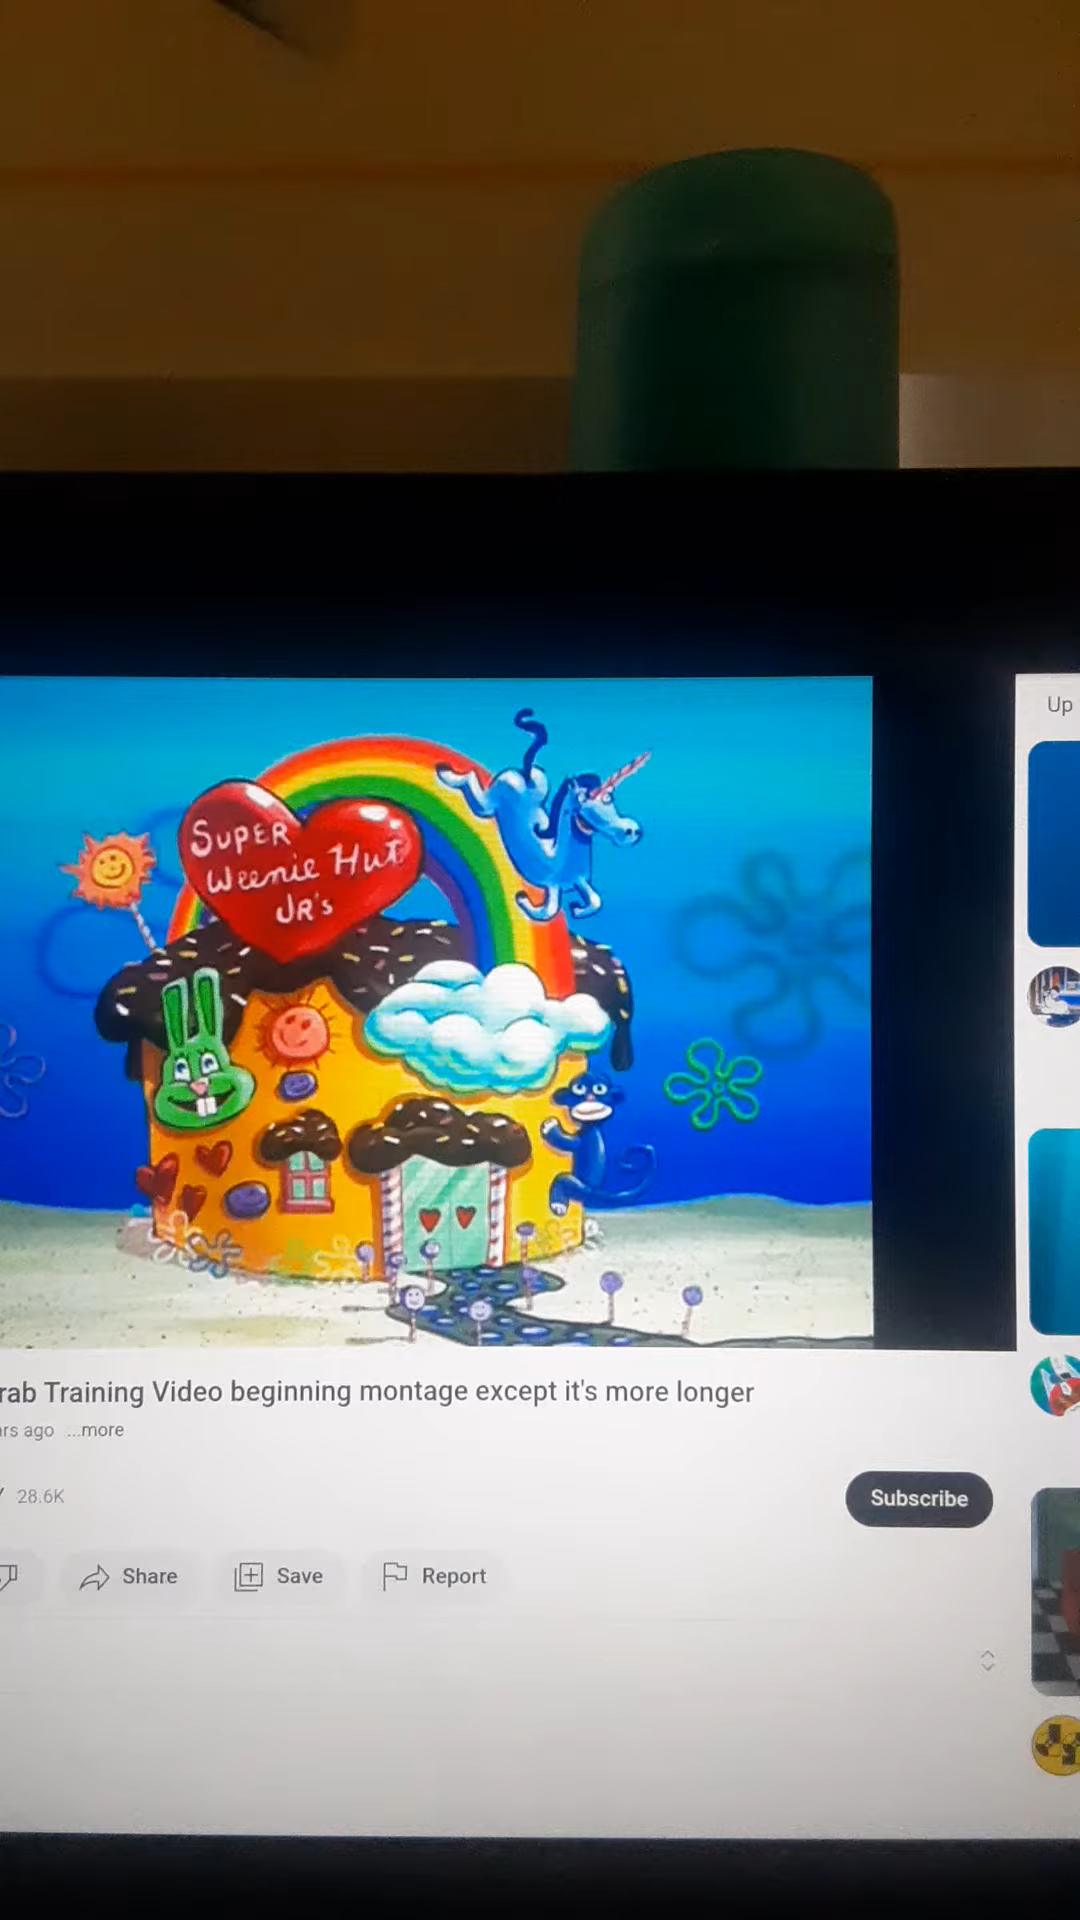 Up
SUPER
Weenie Hut
JR's
rab Training Video beginning montage except it's more longer
rs ago ...more
28.6K
Subscribe
Share
Save
Report